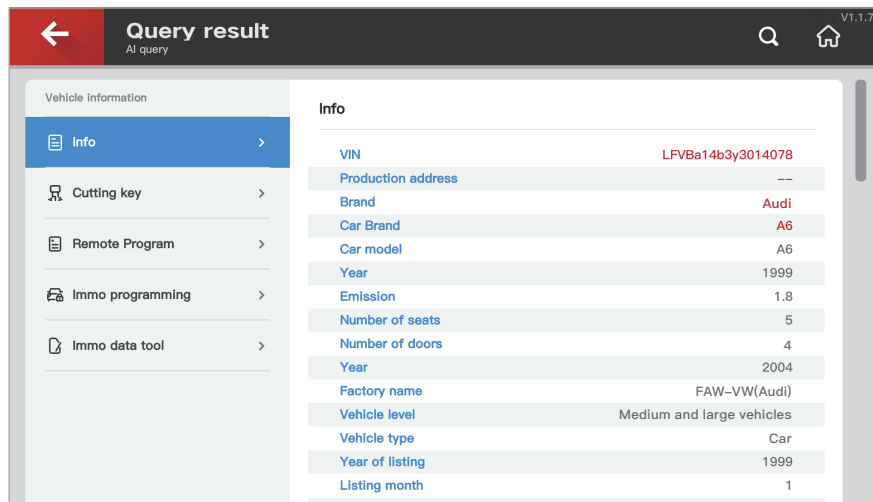 Query result
AI query
V1.1.7
Vehicle information
Info
Cutting key
Remote Program
Immo programming
Immo data tool
Info
VIN LFVBa14b3y3014078
Production address --
Brand Audi
Car Brand A6
Car model A6
Year 1999
Emission 1.8
Number of seats 5
Number of doors 4
Year 2004
Factory name FAW-VW(Audi)
Vehicle level Medium and large vehicles
Vehicle type Car
Year of listing 1999
Listing month 1